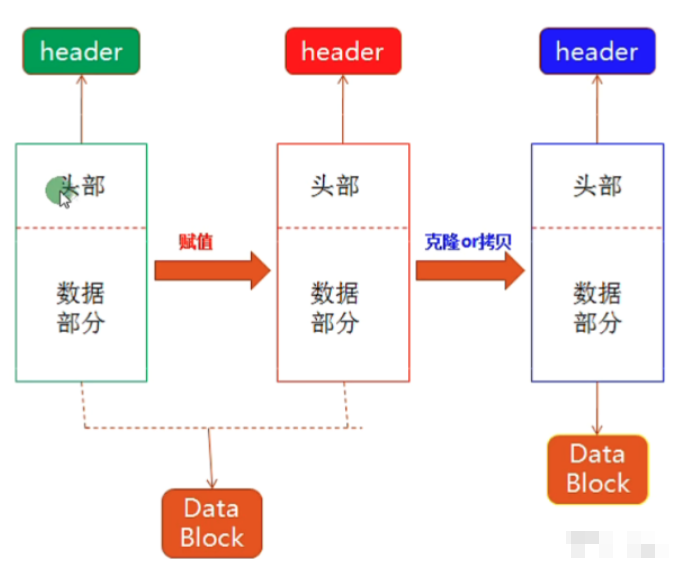 header
header
header
头部
头部
头部
赋值
克隆or拷贝
数据
部分
数据
部分
数据
部分
Data
Block
Data
Block